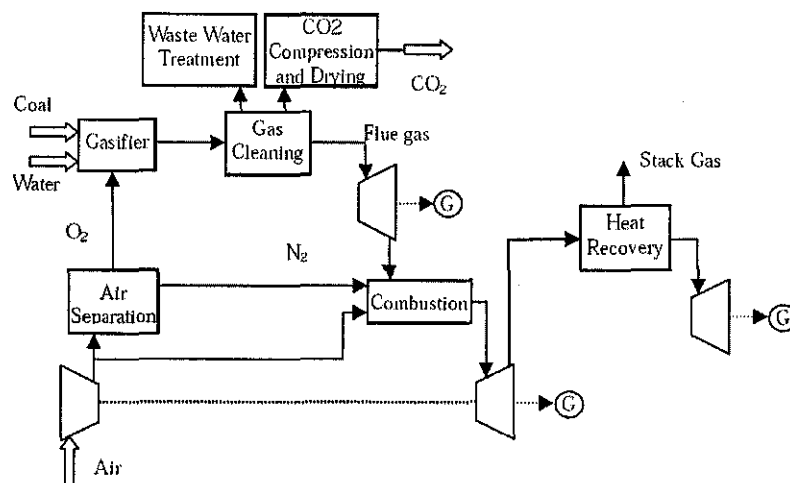 Waste Water
Treatment
CO2
Compression
and Drying
CO₂
Coal
Water
Gasifier
Gas
Cleaning
Flue gas
G
Stack Gas
Heat
Recovery
O₂
N₂
Air
Separation
Combustion
G
G
Air